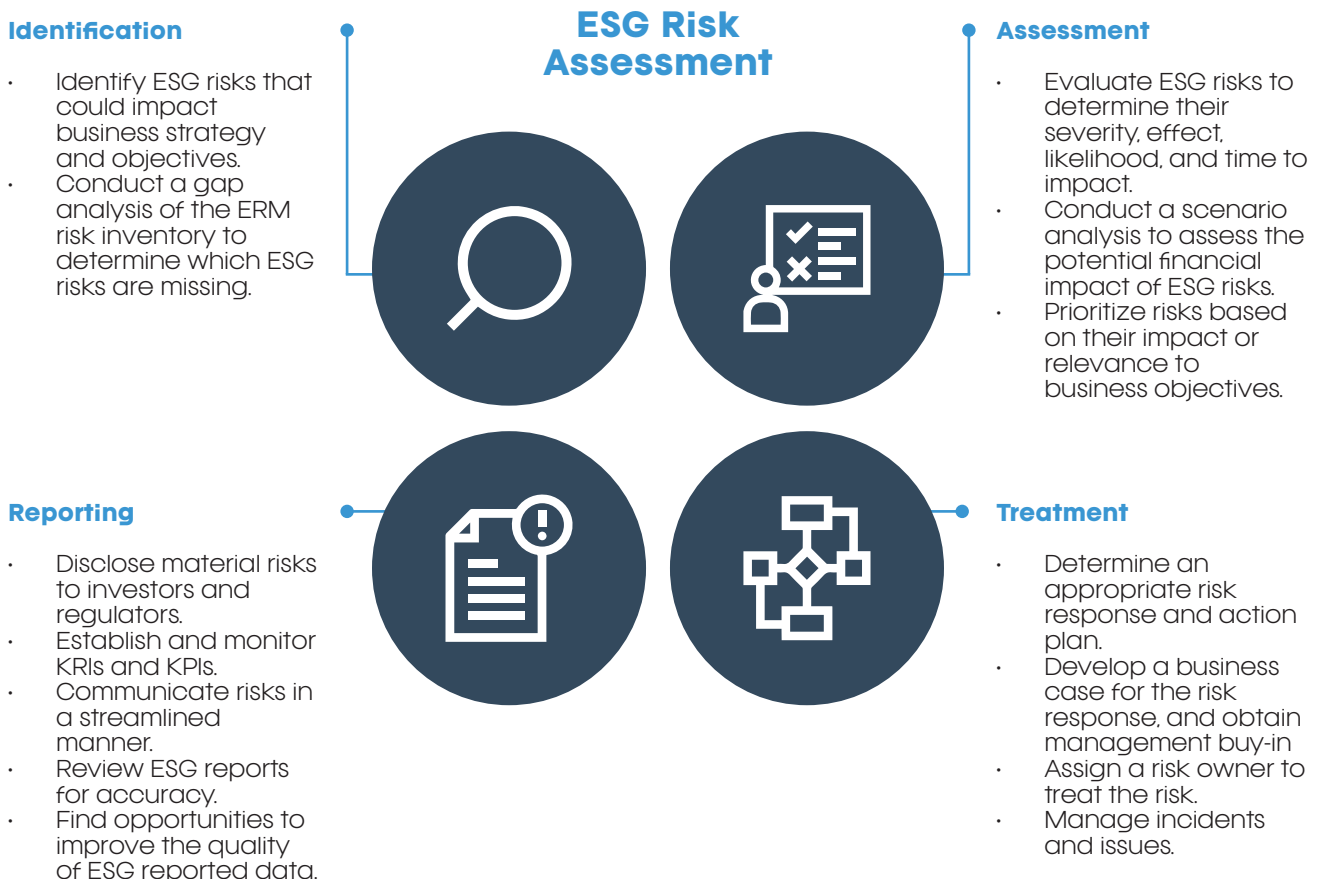 ESG Risk
Assessment
Identification
· Identify ESG risks that
could impact
business strategy
and objectives.
· Conduct a gap
analysis of the ERM
risk inventory to
determine which ESG
risks are missing.
Assessment
· Evaluate ESG risks to
determine their
severity, effect,
likelihood, and time to
impact.
· Conduct a scenario
analysis to assess the
potential financial
impact of ESG risks.
· Prioritize risks based
on their impact or
relevance to
business objectives.
Reporting
· Disclose material risks
to investors and
regulators.
· Establish and monitor
KRIs and KPIs.
· Communicate risks in
a streamlined
manner.
· Review ESG reports
for accuracy.
· Find opportunities to
improve the quality
of ESG reported data.
Treatment
· Determine an
appropriate risk
response and action
plan.
· Develop a business
case for the risk
response, and obtain
management buy-in
· Assign a risk owner to
treat the risk.
· Manage incidents
and issues.